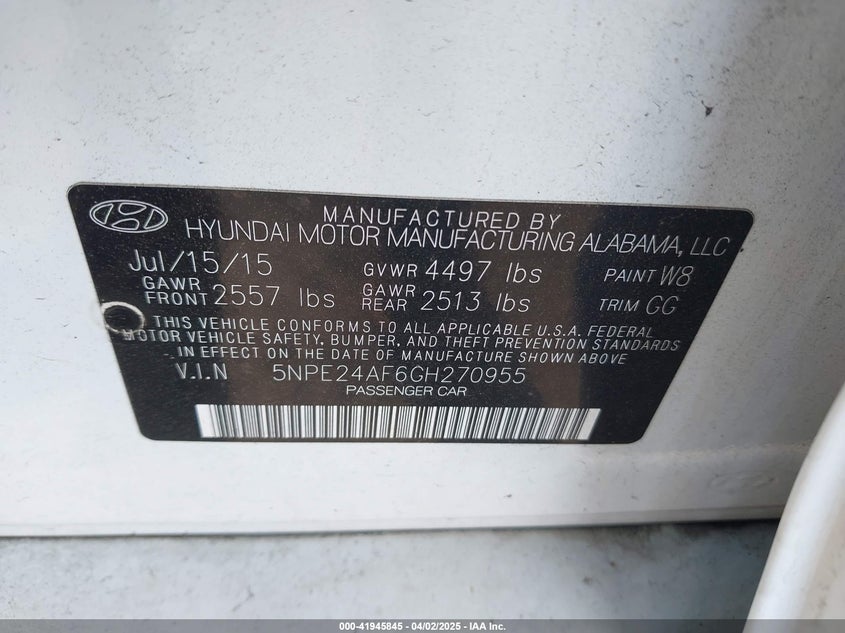 MANUFACTURED BY
HYUNDAI MOTOR MANUFACTURING ALABAMA, LLC
Jul/15/15 GVWR 4497 lbs PAINT W8
GAWR FRONT 2557 lbs GAWR REAR 2513 lbs TRIM GG
THIS VEHICLE CONFORMS TO ALL APPLICABLE U.S.A. FEDERAL
MOTOR VEHICLE SAFETY, BUMPER, AND THEFT PREVENTION STANDARDS
IN EFFECT ON THE DATE OF MANUFACTURE SHOWN ABOVE
V.I.N 5NPE24AF6GH270955
PASSENGER CAR
000-41945845 - 04/02/2025 - IAA Inc.